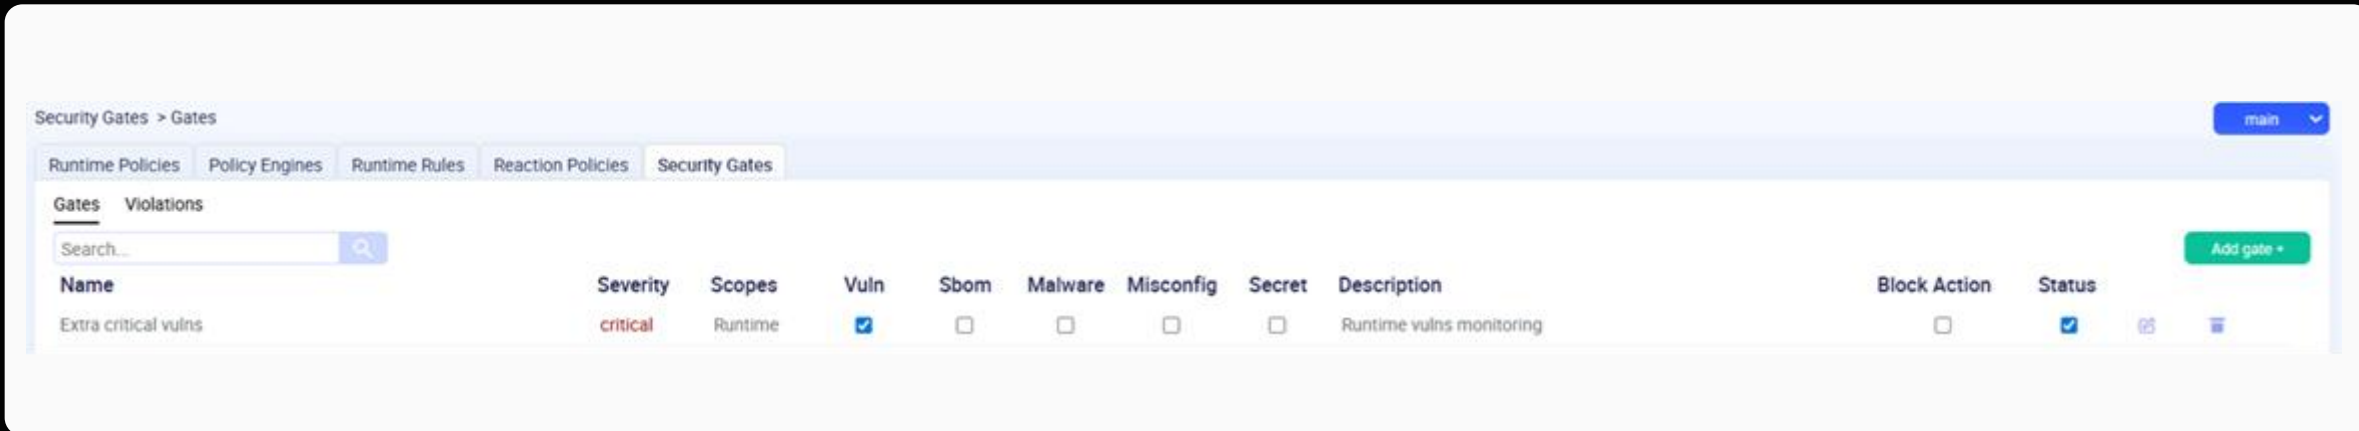 Security Gates > Gates
main
Runtime Policies Policy Engines Runtime Rules Reaction Policies Security Gates
Gates Violations
Search...
Add gate +
Name Severity Scopes Vuln Sbom Malware Misconfig Secret Description Block Action Status
Extra critical vulns critical Runtime Runtime vulns monitoring